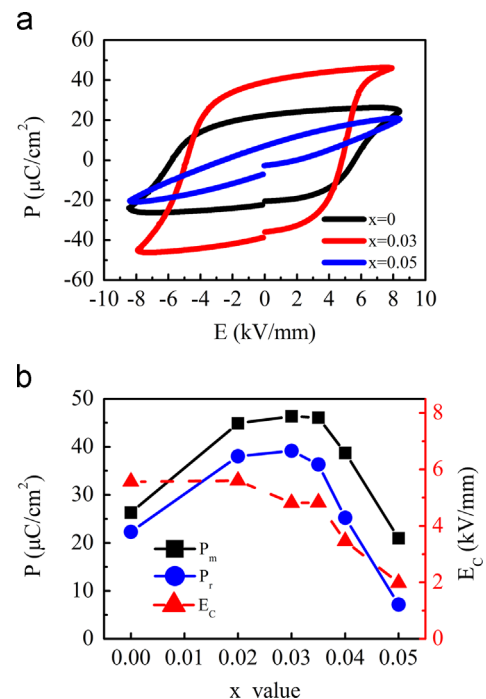 a
P (μC/cm²)
60
40
20
0
-20
-40
-60
x=0
x=0.03
x=0.05
-10 -8 -6 -4 -2 0 2 4 6 8 10
E (kV/mm)
b
P (μC/cm²)
50
40
30
20
10
0
Pₘ
Pᵣ
E_C
8
6
4
2
0
E_C (kV/mm)
0.00 0.01 0.02 0.03 0.04 0.05
x value